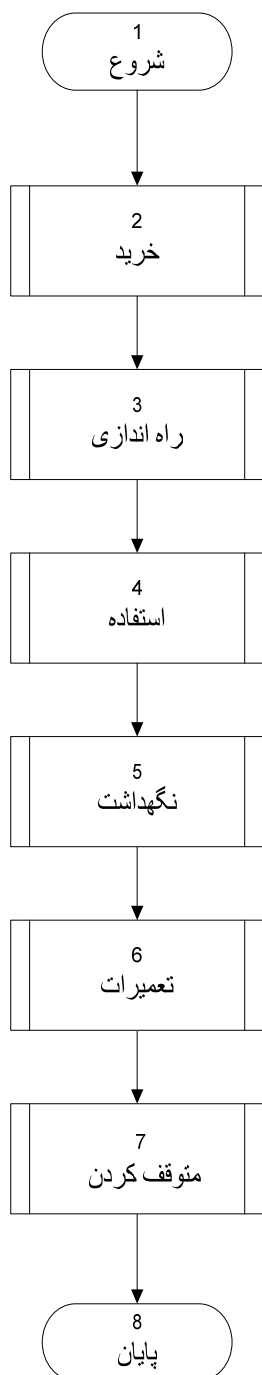 1
شروع
2
خرید
3
راه اندازی
4
استفاده
5
نگهداشت
6
تعمیرات
7
متوقف کردن
8
پایان